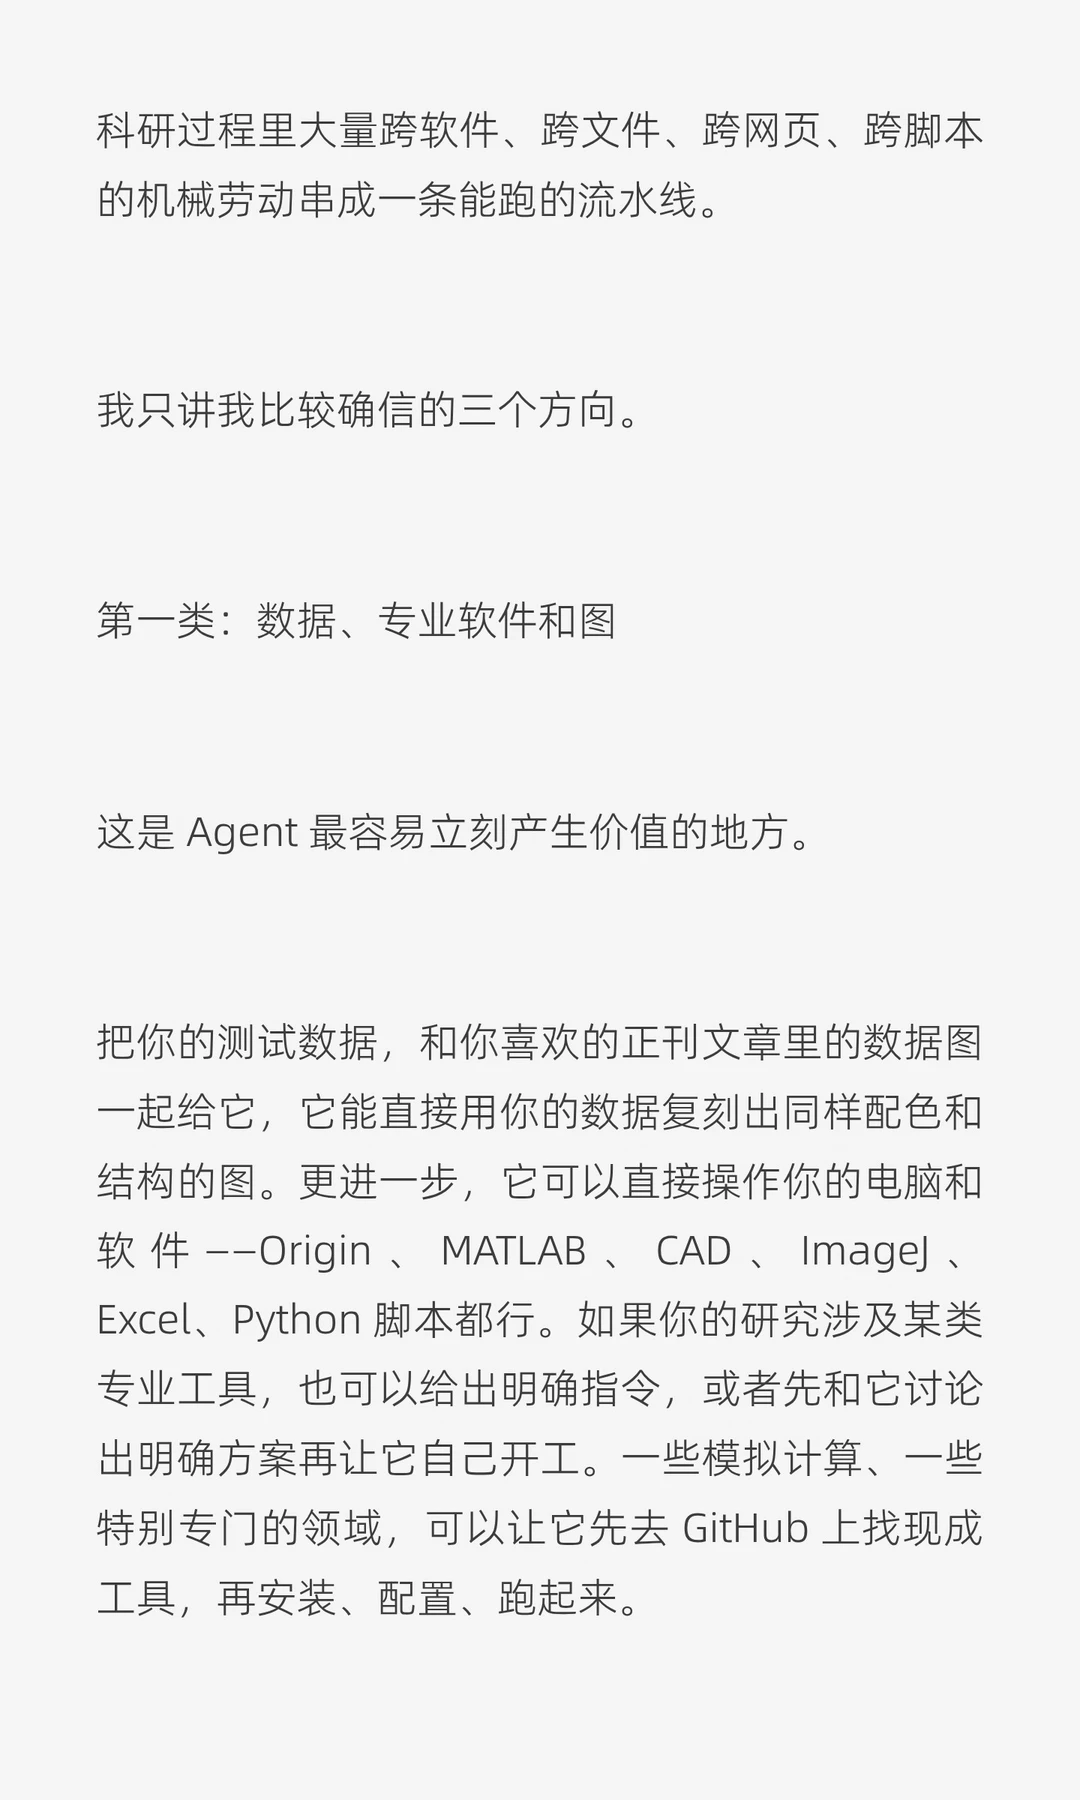 科研过程里大量跨软件、跨文件、跨网页、跨脚本
的机械劳动串成一条能跑的流水线。
我只讲我比较确信的三个方向。
第一类：数据、专业软件和图
这是 Agent 最容易立刻产生价值的地方。
把你的测试数据，和你喜欢的正刊文章里的数据图
一起给它，它能直接用你的数据复刻出同样配色和
结构的图。更进一步，它可以直接操作你的电脑和
软件——Origin、MATLAB、CAD、ImageJ、
Excel、Python 脚本都行。如果你的研究涉及某类
专业工具，也可以给出明确指令，或者先和它讨论
出明确方案再让它自己开工。一些模拟计算、一些
特别专门的领域，可以让它先去 GitHub 上找现成
工具，再安装、配置、跑起来。